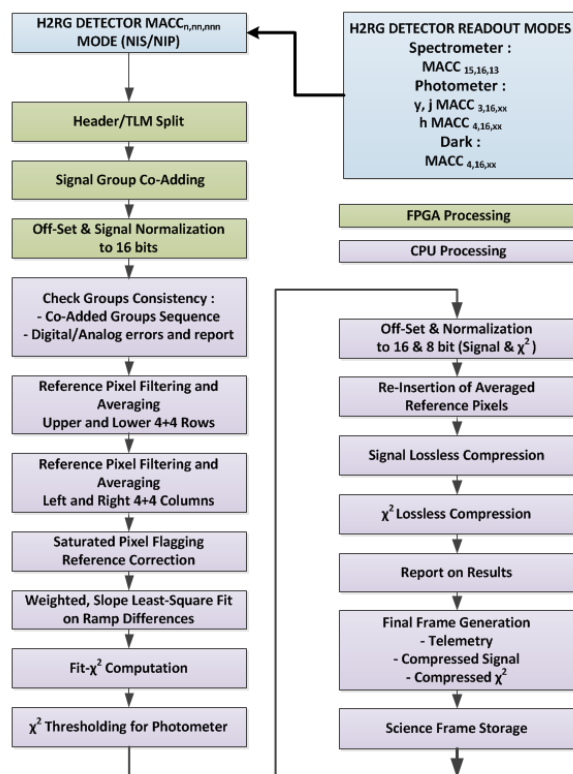 H2RG DETECTOR MACCn,nn,nnn
MODE (NIS/NIP)
H2RG DETECTOR READOUT MODES
Spectrometer :
MACC 15,16,13
Photometer :
y, j MACC 3,16,xx
h MACC 4,16,xx
Dark :
MACC 4,16,xx
Header/TLM Split
Signal Group Co-Adding
Off-Set & Signal Normalization
to 16 bits
FPGA Processing
CPU Processing
Check Groups Consistency :
- Co-Added Groups Sequence
- Digital/Analog errors and report
Reference Pixel Filtering and
Averaging
Upper and Lower 4+4 Rows
Reference Pixel Filtering and
Averaging
Left and Right 4+4 Columns
Saturated Pixel Flagging
Reference Correction
Weighted, Slope Least-Square Fit
on Ramp Differences
Fit-χ² Computation
χ² Thresholding for Photometer
Off-Set & Normalization
to 16 & 8 bit (Signal & χ² )
Re-Insertion of Averaged
Reference Pixels
Signal Lossless Compression
χ² Lossless Compression
Report on Results
Final Frame Generation
- Telemetry
- Compressed Signal
- Compressed χ²
Science Frame Storage